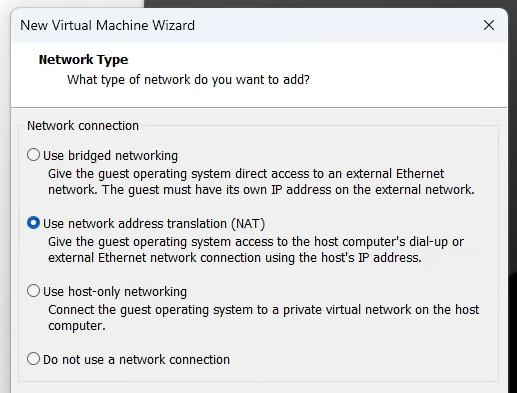 New Virtual Machine Wizard
Network Type
What type of network do you want to add?
Network connection
Use bridged networking
Give the guest operating system direct access to an external Ethernet
network. The guest must have its own IP address on the external network.
Use network address translation (NAT)
Give the guest operating system access to the host computer's dial-up or
external Ethernet network connection using the host's IP address.
Use host-only networking
Connect the guest operating system to a private virtual network on the host
computer.
Do not use a network connection